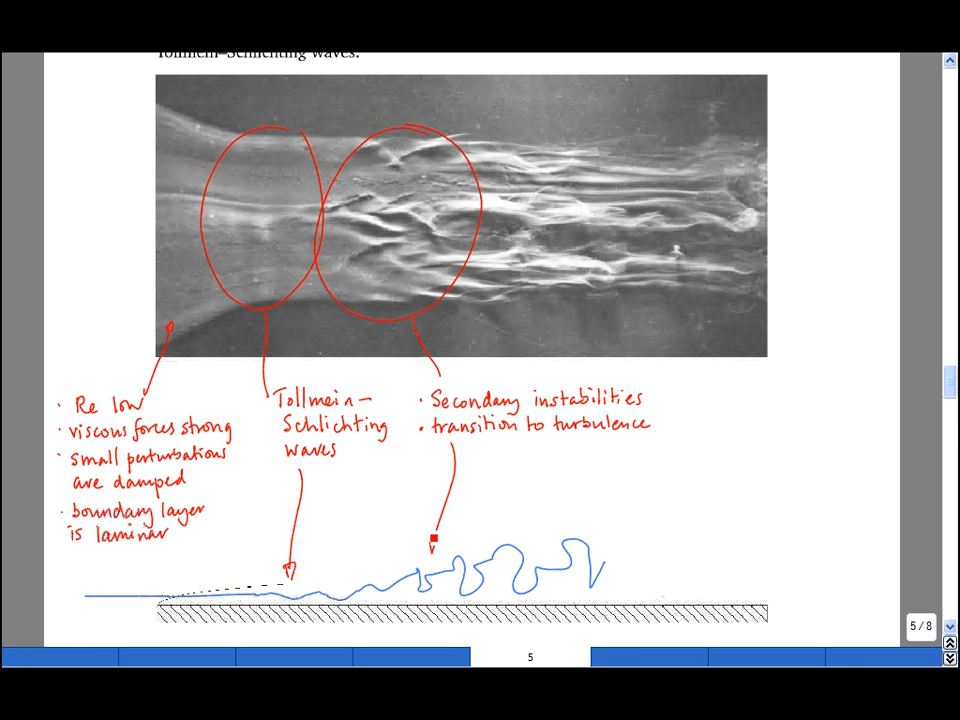 Tollmein–Schlichting waves.
· Re low
· viscous forces strong
· small perturbations
are damped
· boundary layer
is laminar
Tollmein–
Schlichting
waves
· Secondary instabilities
· transition to turbulence
5 / 8
5